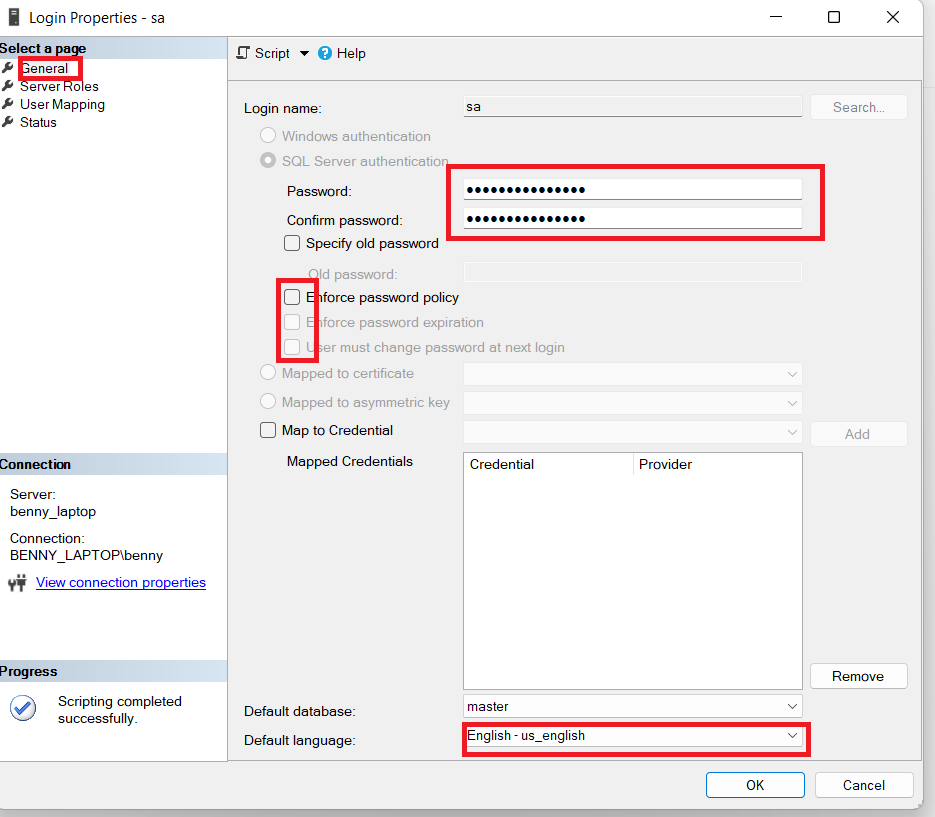 Login Properties - sa
Select a page
General
Server Roles
User Mapping
Status
Connection
Server:
benny_laptop
Connection:
BENNY_LAPTOP\benny
View connection properties
Progress
Scripting completed
successfully.
Script Help
Login name: sa Search...
Windows authentication
SQL Server authentication
Password: ●●●●●●●●●●●●●●●
Confirm password: ●●●●●●●●●●●●●●●
Specify old password
Old password:
Enforce password policy
Enforce password expiration
User must change password at next login
Mapped to certificate
Mapped to asymmetric key
Map to Credential Add
Mapped Credentials Credential Provider
Remove
Default database: master
Default language: English - us_english
OK Cancel